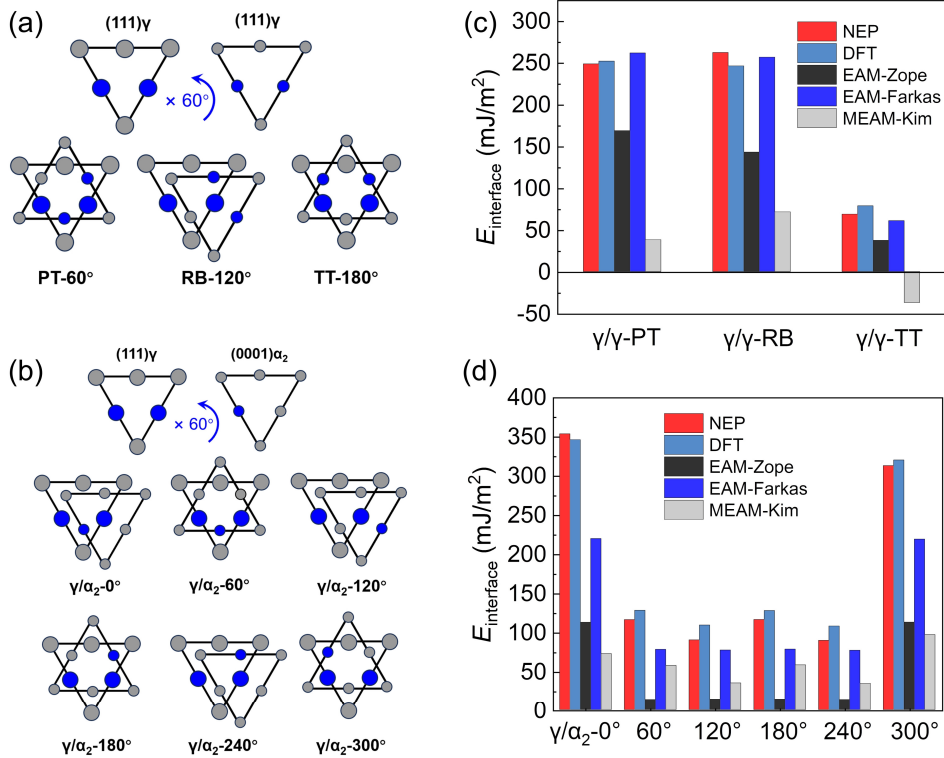 (a)
(111)γ
(111)γ
× 60°
PT-60°
RB-120°
TT-180°
(b)
(111)γ
(0001)α₂
× 60°
γ/α₂-0°
γ/α₂-60°
γ/α₂-120°
γ/α₂-180°
γ/α₂-240°
γ/α₂-300°
(c)
E_interface (mJ/m²)
300
250
200
150
100
50
0
-50
NEP
DFT
EAM-Zope
EAM-Farkas
MEAM-Kim
γ/γ-PT
γ/γ-RB
γ/γ-TT
(d)
E_interface (mJ/m²)
400
350
300
250
200
150
100
50
0
NEP
DFT
EAM-Zope
EAM-Farkas
MEAM-Kim
γ/α₂-0°
60°
120°
180°
240°
300°